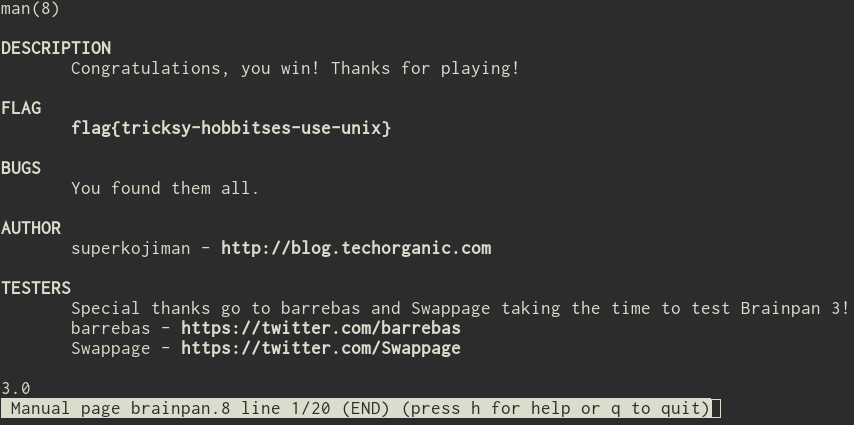 man(8)
DESCRIPTION
Congratulations, you win! Thanks for playing!
FLAG
flag{tricksy-hobbitses-use-unix}
BUGS
You found them all.
AUTHOR
superkojiman - http://blog.techorganic.com
TESTERS
Special thanks go to barrebas and Swappage taking the time to test Brainpan 3!
barrebas - https://twitter.com/barrebas
Swappage - https://twitter.com/Swappage
3.0
Manual page brainpan.8 line 1/20 (END) (press h for help or q to quit)